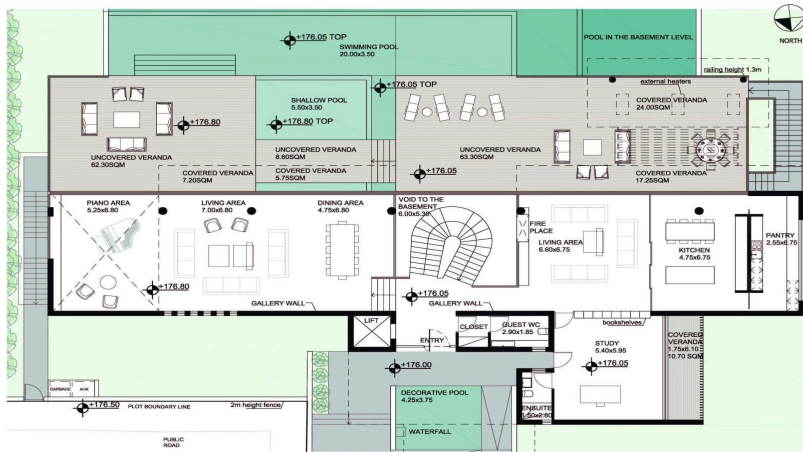 +176.05 TOP
SWIMMING POOL
20.00x3.50
POOL IN THE BASEMENT LEVEL
NORTH
railing height 1.3m
external heaters
+176.05 TOP
SHALLOW POOL
5.50x3.50
COVERED VERANDA
24.00SQM
+176.80
+176.80 TOP
UNCOVERED VERANDA
62.30SQM
UNCOVERED VERANDA
8.60SQM
UNCOVERED VERANDA
63.30SQM
COVERED VERANDA
7.20SQM
COVERED VERANDA
5.75SQM
+176.05
COVERED VERANDA
17.25SQM
PIANO AREA
5.25x6.80
LIVING AREA
7.00x6.80
DINING AREA
4.75x6.80
VOID TO THE
BASEMENT
6.00x5.30
FIRE
PLACE
LIVING AREA
6.60x6.75
KITCHEN
4.75x6.75
PANTRY
2.55x6.75
+176.80
+176.05
GALLERY WALL
GALLERY WALL
LIFT
ENTRY
CLOSET
GUEST WC
2.90x1.85
bookshelves
STUDY
5.40x5.95
+176.05
COVERED
VERANDA
1.75x6.10
10.70 SQM
+176.00
DECORATIVE POOL
4.25x3.75
ENSUITE
1.50x2.80
WATERFALL
GARBAGE
+176.50
PLOT BOUNDARY LINE
2m height fence
PUBLIC
ROAD